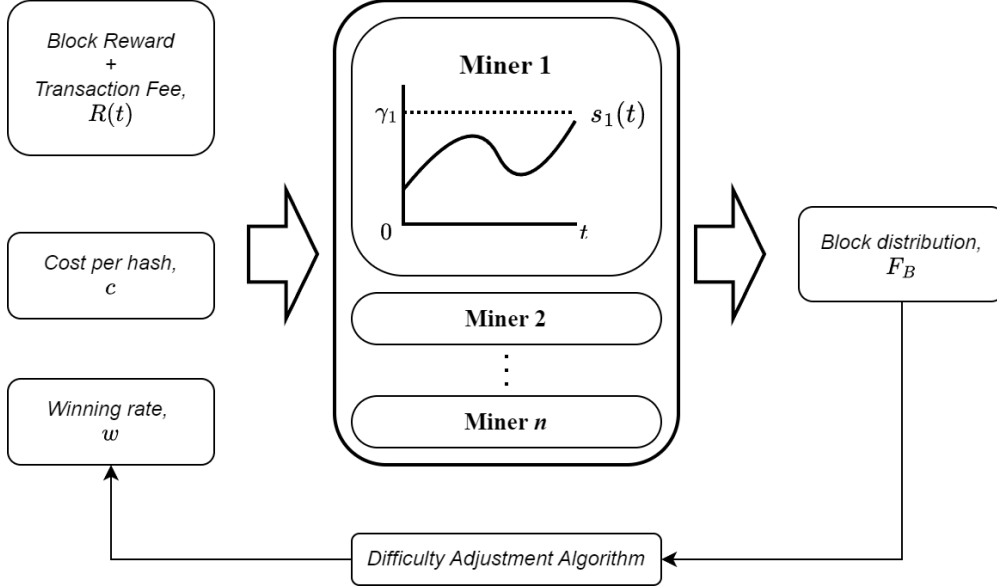 Block Reward
+
Transaction Fee,
R(t)
Cost per hash,
c
Winning rate,
w
Miner 1
γ₁
s₁(t)
0
t
Miner 2
⋮
Miner n
Block distribution,
F_B
Difficulty Adjustment Algorithm